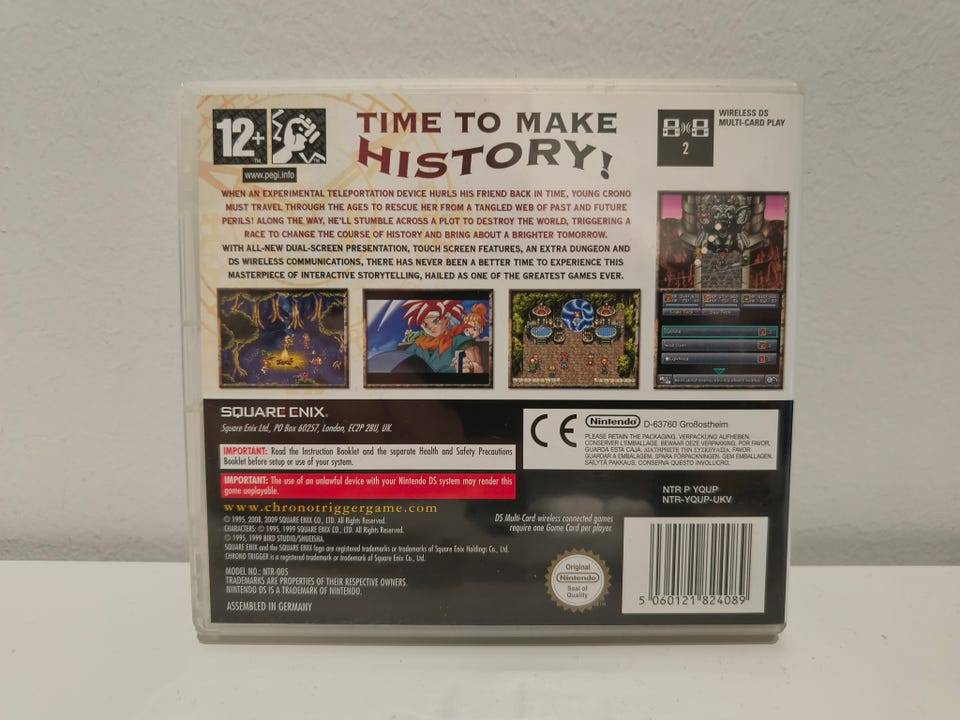 12+
™
™
www.pegi.info
TIME TO MAKE
HISTORY!
2
WIRELESS DS
MULTI-CARD PLAY
WHEN AN EXPERIMENTAL TELEPORTATION DEVICE HURLS HIS FRIEND BACK IN TIME, YOUNG CRONO
MUST TRAVEL THROUGH THE AGES TO RESCUE HER FROM A TANGLED WEB OF PAST AND FUTURE
PERILS! ALONG THE WAY, HE'LL STUMBLE ACROSS A PLOT TO DESTROY THE WORLD, TRIGGERING A
RACE TO CHANGE THE COURSE OF HISTORY AND BRING ABOUT A BRIGHTER TOMORROW.
WITH ALL-NEW DUAL-SCREEN PRESENTATION, TOUCH SCREEN FEATURES, AN EXTRA DUNGEON AND
DS WIRELESS COMMUNICATIONS, THERE HAS NEVER BEEN A BETTER TIME TO EXPERIENCE THIS
MASTERPIECE OF INTERACTIVE STORYTELLING, HAILED AS ONE OF THE GREATEST GAMES EVER.
SQUARE ENIX®
Square Enix Ltd., PO Box 60257, London, EC2P 2BU, UK.
IMPORTANT: Read the Instruction Booklet and the separate Health and Safety Precautions
Booklet before setup or use of your system.
IMPORTANT: The use of an unlawful device with your Nintendo DS system may render this
game unplayable.
www.chronotriggergame.com
© 1995, 2008, 2009 SQUARE ENIX CO., LTD. All Rights Reserved.
CHARACTERS: © 1995, 1999 SQUARE ENIX CO., LTD. All Rights Reserved.
© 1995, 1999 BIRD STUDIO/SHUEISHA.
SQUARE ENIX and the SQUARE ENIX logo are registered trademarks or trademarks of Square Enix Holdings Co., Ltd.
CHRONO TRIGGER is a registered trademark or trademark of Square Enix Co., Ltd.
MODEL NO.: NTR-005
TRADEMARKS ARE PROPERTIES OF THEIR RESPECTIVE OWNERS.
NINTENDO DS IS A TRADEMARK OF NINTENDO.
ASSEMBLED IN GERMANY
CE
Nintendo®
D-63760 Großostheim
PLEASE RETAIN THE PACKAGING. VERPACKUNG AUFHEBEN.
CONSERVER L'EMBALLAGE. BEWAAR DEZE VERPAKKING. POR FAVOR,
GUARDA ESTA CAJA. ΔΙΑΤΗΡΗΣΤΕ ΤΗΝ ΣΥΣΚΕΥΑΣΙΑ. FAVOR
GUARDAR A EMBALAGEM. SPARA FÖRPACKNINGEN. GEM EMBALLAGEN.
SÄILYTÄ PAKKAUS. CONSERVA QUESTO INVOLUCRO.
NTR P YQUP
NTR-YQUP-UKV
DS Multi-Card wireless connected games
require one Game Card per player.
Original
Nintendo
Seal of
Quality
5 060121 824089